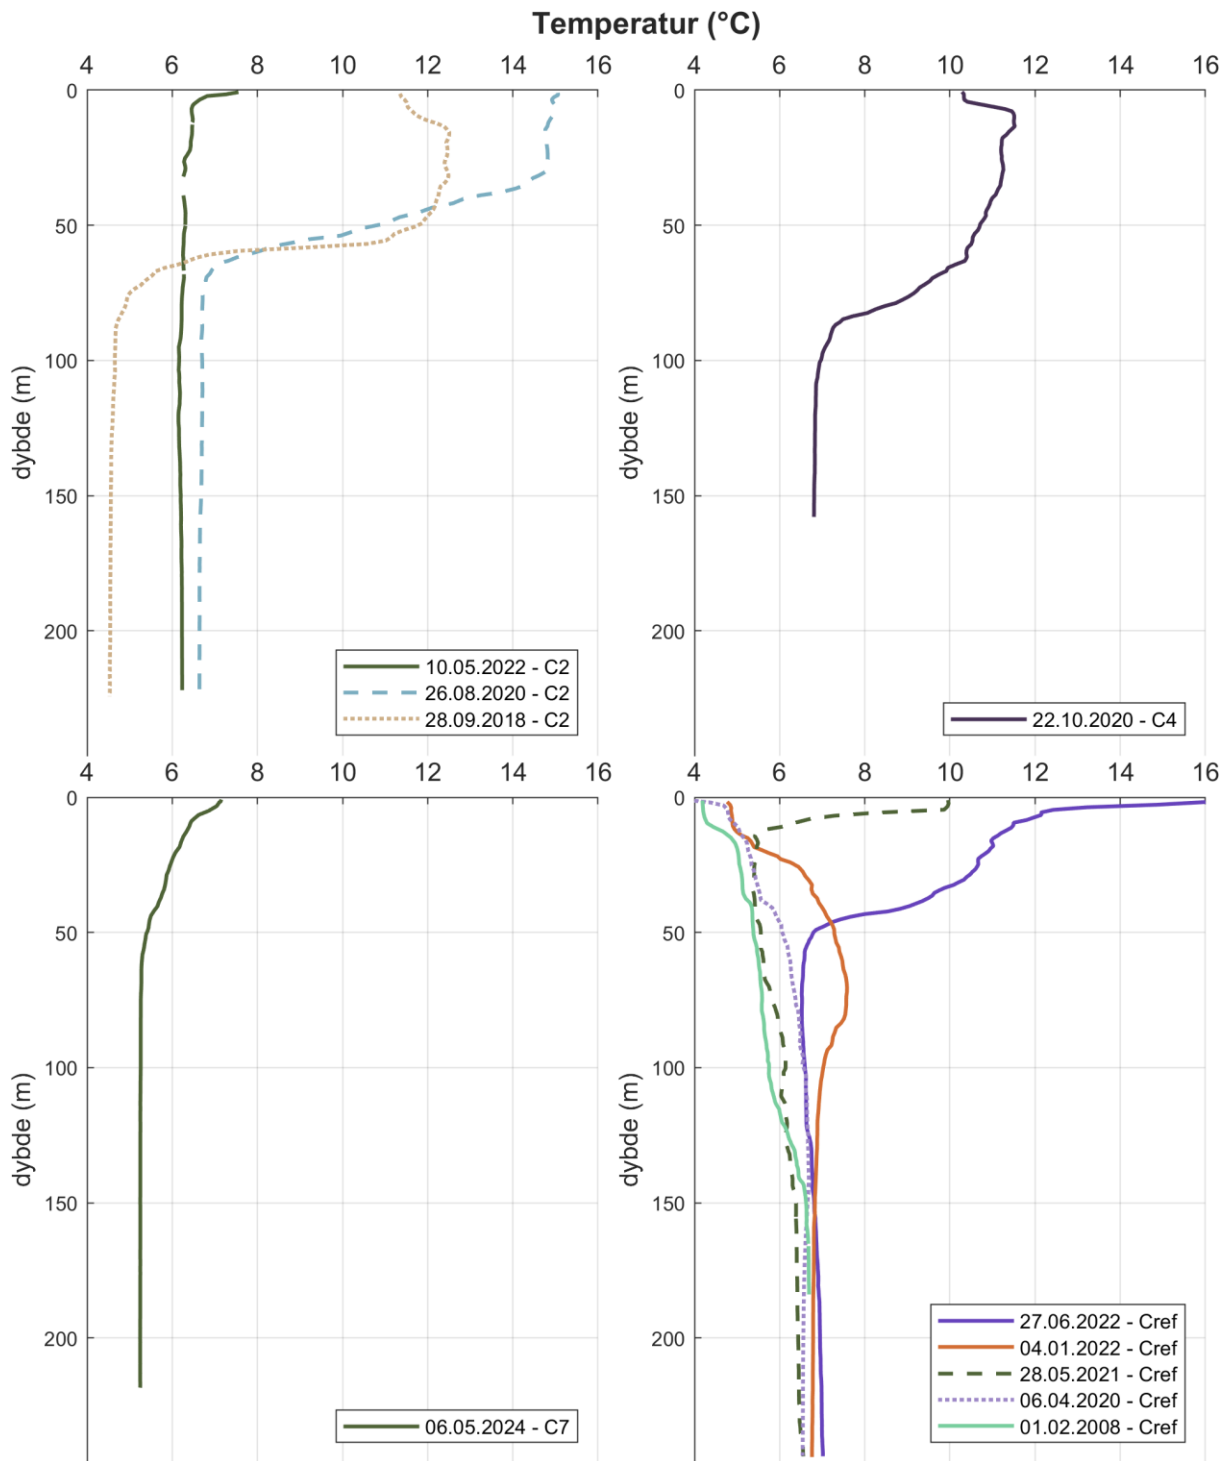 Temperatur (°C)
4 6 8 10 12 14 16
4 6 8 10 12 14 16
0
50
100
150
200
dybde (m)
10.05.2022 - C2
26.08.2020 - C2
28.09.2018 - C2
0
50
100
150
200
dybde (m)
22.10.2020 - C4
4 6 8 10 12 14 16
4 6 8 10 12 14 16
0
50
100
150
200
dybde (m)
06.05.2024 - C7
0
50
100
150
200
dybde (m)
27.06.2022 - Cref
04.01.2022 - Cref
28.05.2021 - Cref
06.04.2020 - Cref
01.02.2008 - Cref